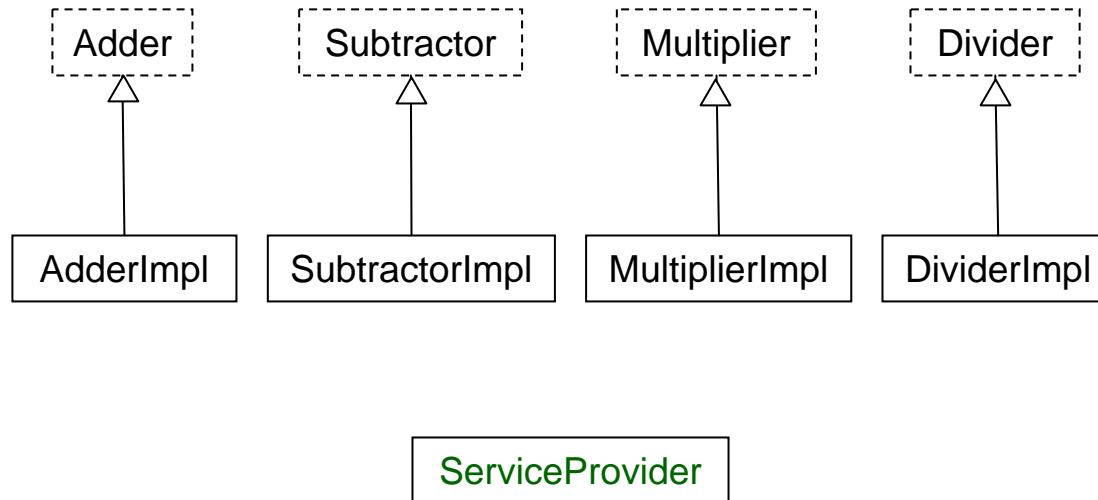 Adder
Subtractor
Multiplier
Divider
AdderImpl
SubtractorImpl
MultiplierImpl
DividerImpl
ServiceProvider